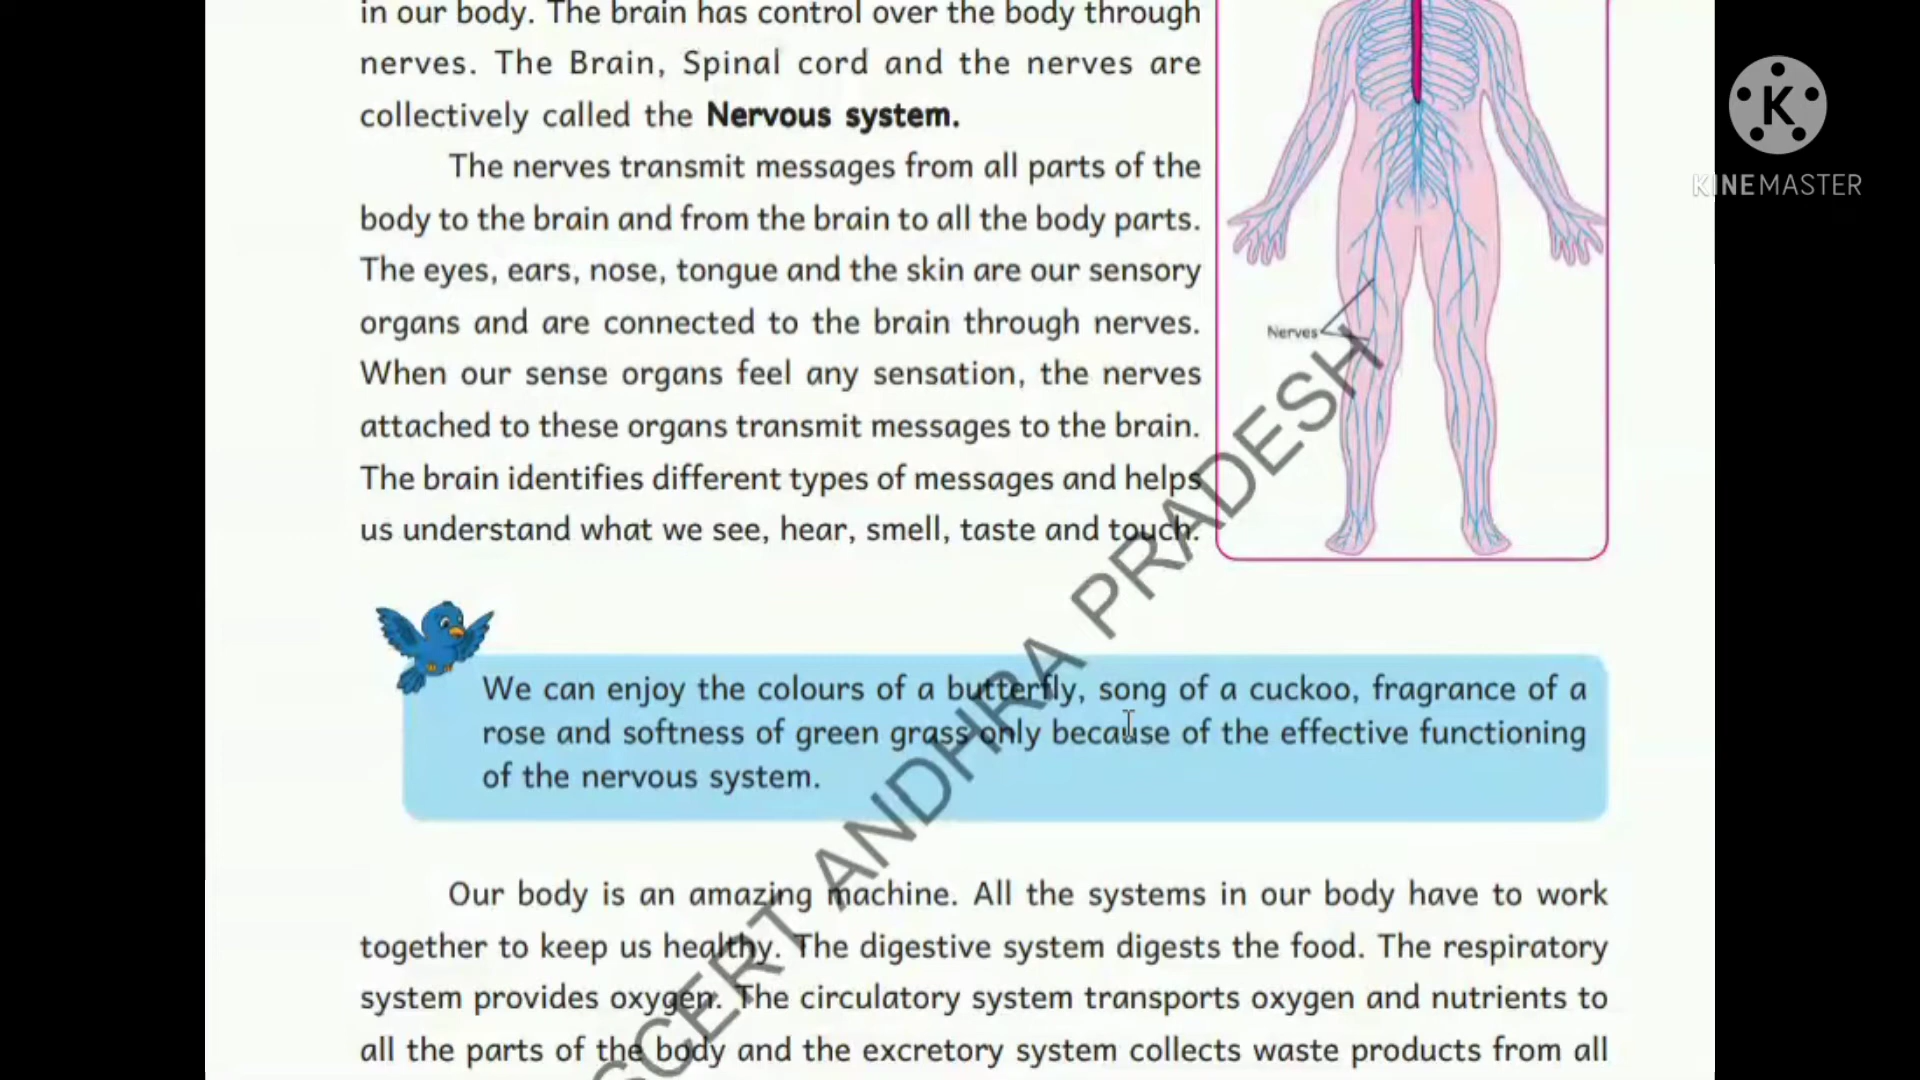 in our body. The brain has control over the body through
nerves. The Brain, Spinal cord and the nerves are
collectively called the Nervous system.
The nerves transmit messages from all parts of the
body to the brain and from the brain to all the body parts.
The eyes, ears, nose, tongue and the skin are our sensory
organs and are connected to the brain through nerves.
When our sense organs feel any sensation, the nerves
attached to these organs transmit messages to the brain.
The brain identifies different types of messages and helps
us understand what we see, hear, smell, taste and touch.
Nerves
We can enjoy the colours of a butterfly, song of a cuckoo, fragrance of a
rose and softness of green grass only because of the effective functioning
of the nervous system.
Our body is an amazing machine. All the systems in our body have to work
together to keep us healthy. The digestive system digests the food. The respiratory
system provides oxygen. The circulatory system transports oxygen and nutrients to
all the parts of the body and the excretory system collects waste products from all
SCERT ANDHRA PRADESH
K
KINEMASTER